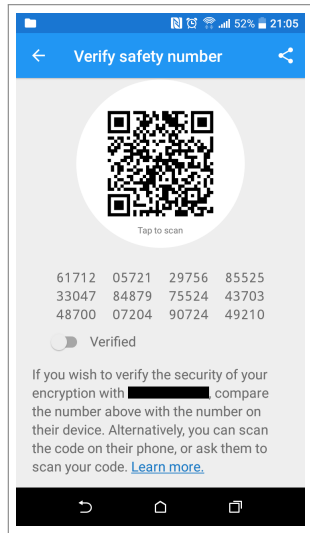 52% 21:05
Verify safety number
Tap to scan
61712 05721 29756 85525
33047 84879 75524 43703
48700 07204 90724 49210
Verified
If you wish to verify the security of your
encryption with , compare
the number above with the number on
their device. Alternatively, you can scan
the code on their phone, or ask them to
scan your code. Learn more.